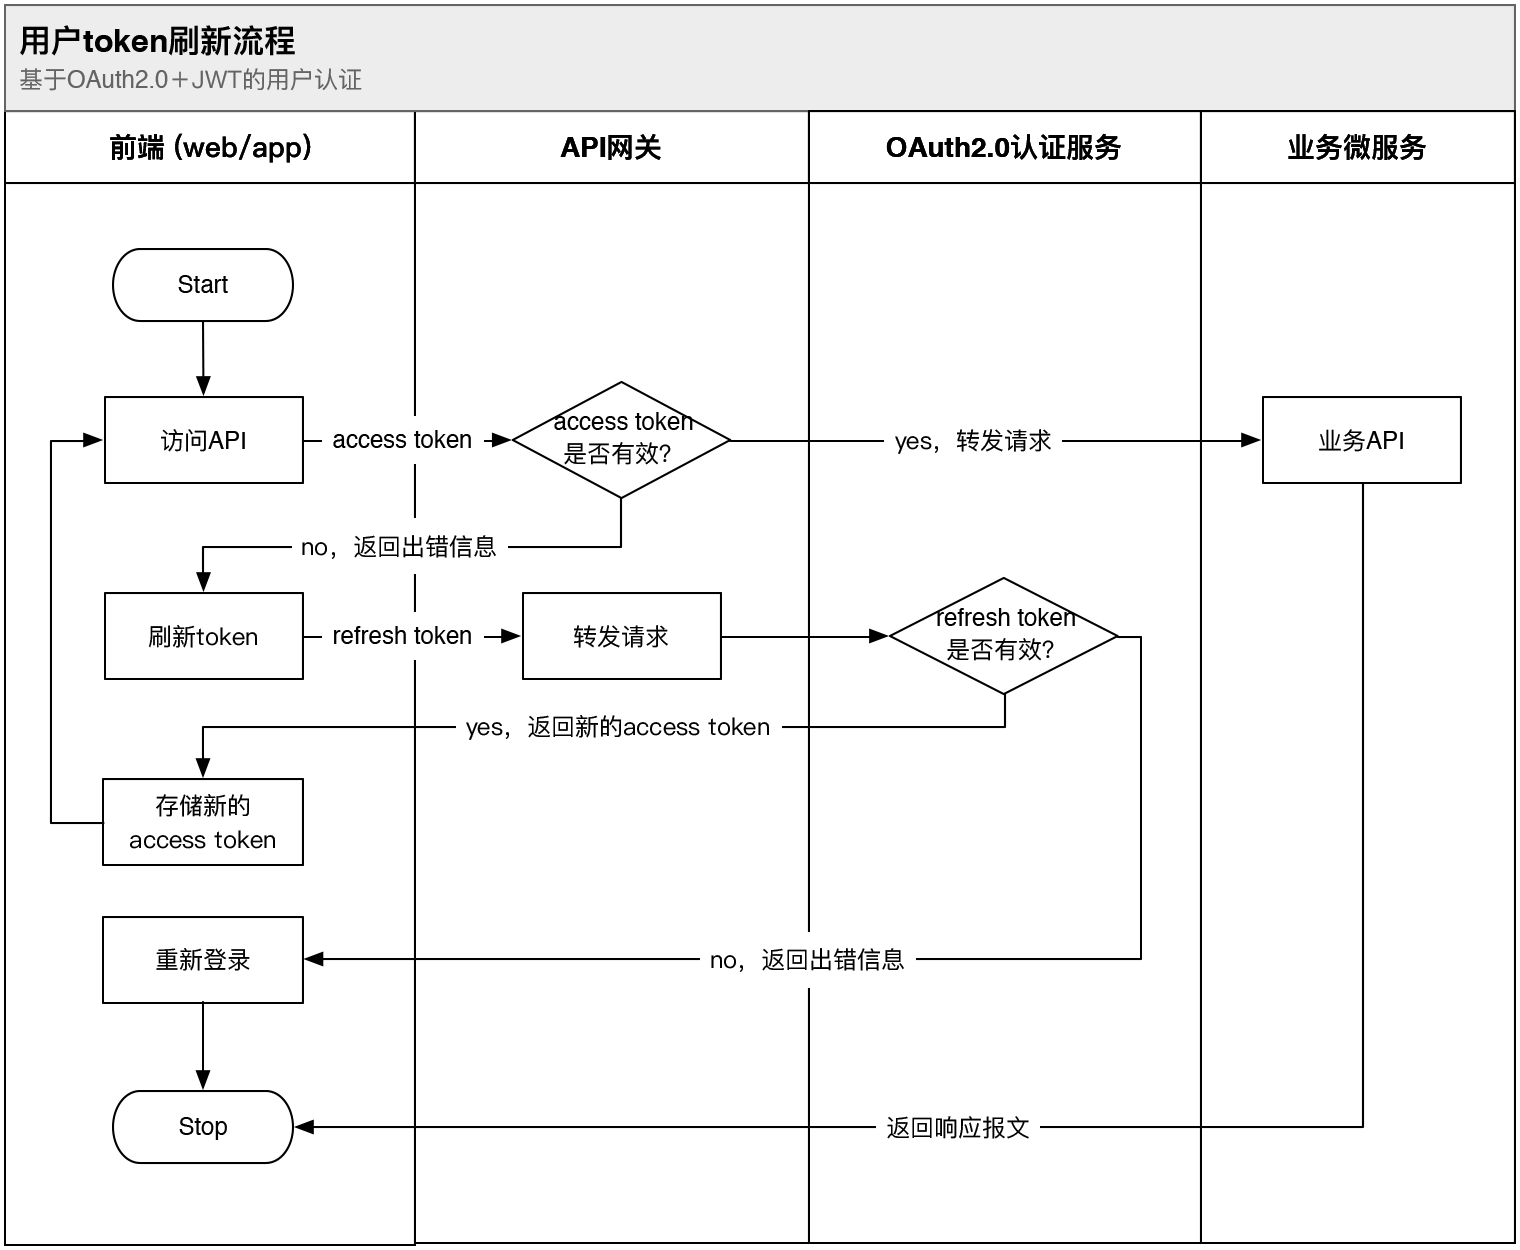 用户token刷新流程
基于OAuth2.0＋JWT的用户认证
前端 (web/app)
API网关
OAuth2.0认证服务
业务微服务
Start
访问API
access token
access token
是否有效？
yes，转发请求
业务API
no，返回出错信息
刷新token
refresh token
转发请求
refresh token
是否有效？
yes，返回新的access token
存储新的
access token
重新登录
no，返回出错信息
Stop
返回响应报文